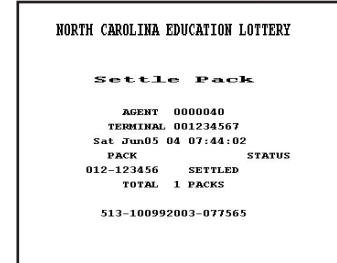 NORTH CAROLINA EDUCATION LOTTERY
Settle Pack
AGENT 0000040
TERMINAL 001234567
Sat Jun05 04 07:44:02
PACK STATUS
012-123456 SETTLED
TOTAL 1 PACKS
513-100992003-077565